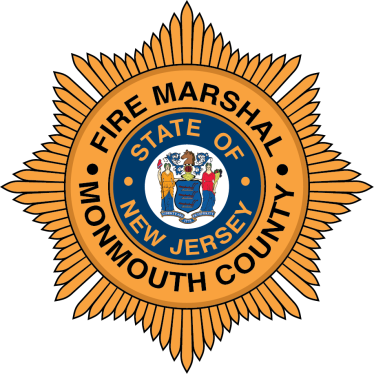 FIRE MARSHAL
MONMOUTH COUNTY
STATE OF
NEW JERSEY